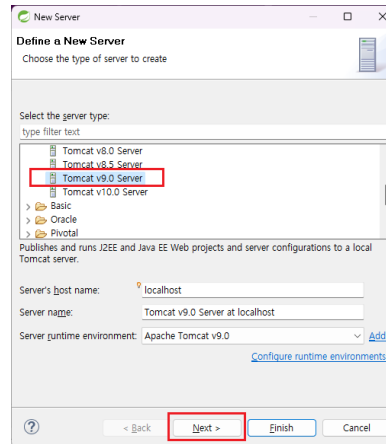 New Server
Define a New Server
Choose the type of server to create
Select the server type:
type filter text
Tomcat v8.0 Server
Tomcat v8.5 Server
Tomcat v9.0 Server
Tomcat v10.0 Server
Basic
Oracle
Pivotal
Publishes and runs J2EE and Java EE Web projects and server configurations to a local
Tomcat server.
Server's host name: localhost
Server name: Tomcat v9.0 Server at localhost
Server runtime environment: Apache Tomcat v9.0 Add
Configure runtime environments
? < Back Next > Finish Cancel